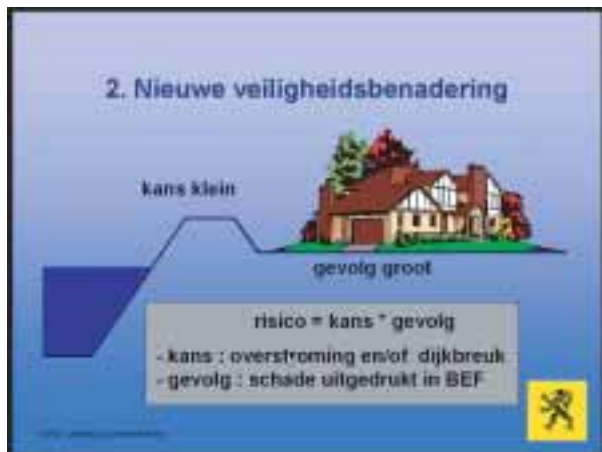 2. Nieuwe veiligheidsbenadering
kans klein
gevolg groot
risico = kans * gevolg
- kans : overstroming en/of dijkbreuk
- gevolg : schade uitgedrukt in BEF